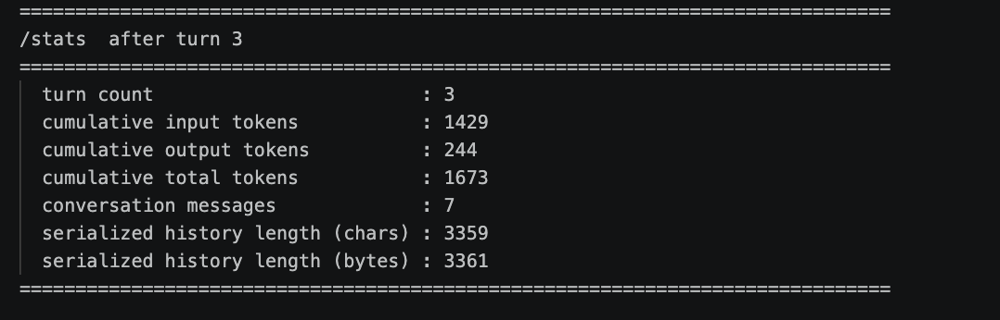 ==============================================================================
/stats  after turn 3
==============================================================================
turn count                        : 3
cumulative input tokens           : 1429
cumulative output tokens          : 244
cumulative total tokens           : 1673
conversation messages             : 7
serialized history length (chars) : 3359
serialized history length (bytes) : 3361
==============================================================================